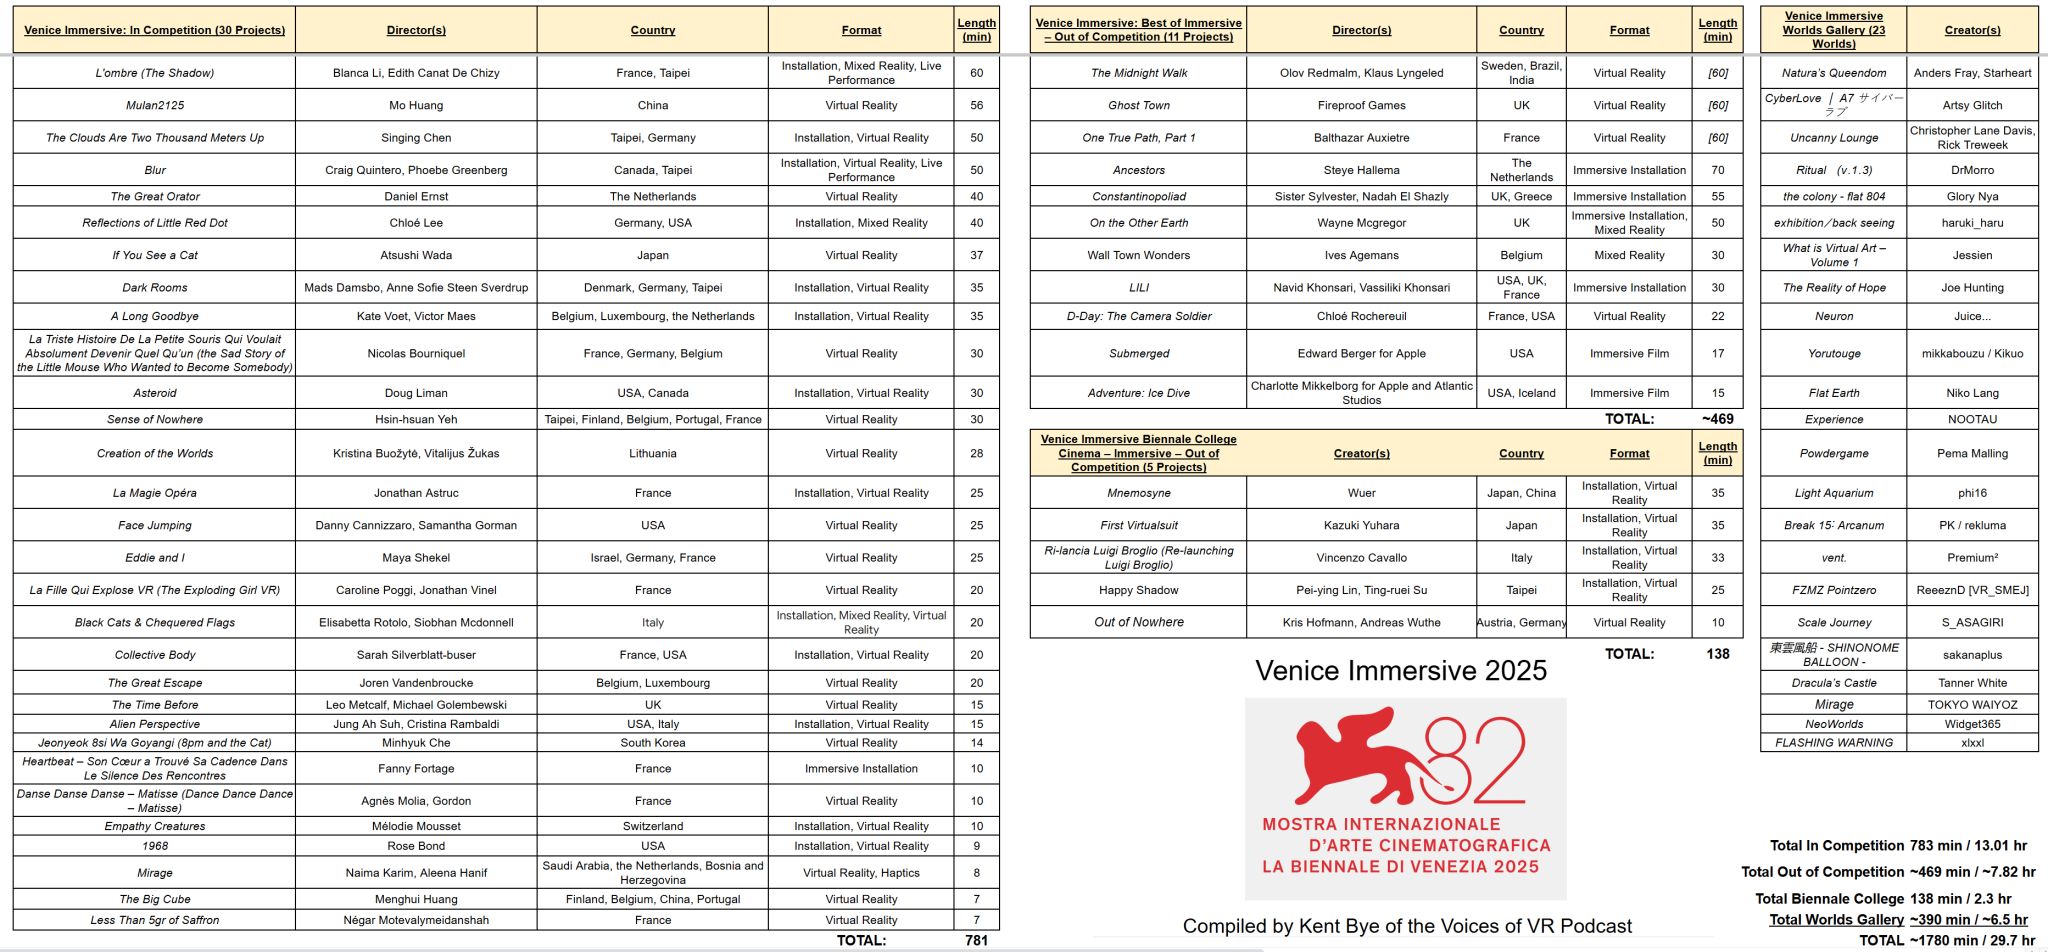 Venice Immersive: In Competition (30 Projects) Director(s) Country Format Length (min)
L'ombre (The Shadow) Blanca Li, Edith Canat De Chizy France, Taipei Installation, Mixed Reality, Live Performance 60
Mulan2125 Mo Huang China Virtual Reality 56
The Clouds Are Two Thousand Meters Up Singing Chen Taipei, Germany Installation, Virtual Reality 50
Blur Craig Quintero, Phoebe Greenberg Canada, Taipei Installation, Virtual Reality, Live Performance 50
The Great Orator Daniel Ernst The Netherlands Virtual Reality 40
Reflections of Little Red Dot Chloé Lee Germany, USA Installation, Mixed Reality 40
If You See a Cat Atsushi Wada Japan Virtual Reality 37
Dark Rooms Mads Damsbo, Anne Sofie Steen Sverdrup Denmark, Germany, Taipei Installation, Virtual Reality 35
A Long Goodbye Kate Voet, Victor Maes Belgium, Luxembourg, the Netherlands Installation, Virtual Reality 35
La Triste Histoire De La Petite Souris Qui Voulait Absolument Devenir Quel Qu'un (the Sad Story of the Little Mouse Who Wanted to Become Somebody) Nicolas Bourniquel France, Germany, Belgium Installation, Virtual Reality 30
Asteroid Doug Liman USA, Canada Installation, Virtual Reality 30
Sense of Nowhere Hsin-hsuan Yeh Taipei, Finland, Belgium, Portugal, France Virtual Reality 30
Creation of the Worlds Kristina Buožytė, Vitalijus Žukas Lithuania Virtual Reality 28
La Magie Opéra Jonathan Astruc France Installation, Virtual Reality 25
Face Jumping Danny Cannizzaro, Samantha Gorman USA Virtual Reality 25
Eddie and I Maya Shekel Israel, Germany, France Virtual Reality 25
La Fille Qui Explose VR (The Exploding Girl VR) Caroline Poggi, Jonathan Vinel France Virtual Reality 20
Black Cats & Chequered Flags Elisabetta Rotolo, Siobhan Mcdonnell Italy Installation, Mixed Reality, Virtual Reality 20
Collective Body Sarah Silverblatt-buser France, USA Installation, Virtual Reality 20
The Great Escape Joren Vandenbroucke Belgium, Luxembourg Virtual Reality 20
The Time Before Leo Metcalf, Michael Golembewski UK Virtual Reality 15
Alien Perspective Jung Ah Suh, Cristina Rambaldi USA, Italy Installation, Virtual Reality 15
Jeonyeok 8si Wa Goyangi (8pm and the Cat) Minhyuk Che South Korea Virtual Reality 14
Heartbeat – Son Cœur a Trouvé Sa Cadence Dans Le Silence Des Rencontres Fanny Fortage France Immersive Installation 10
Danse Danse Danse – Matisse (Dance Dance Dance – Matisse) Agnès Molia, Gordon France Virtual Reality 10
Empathy Creatures Mélodie Mousset Switzerland Installation, Virtual Reality 10
1968 Rose Bond USA Installation, Virtual Reality 9
Mirage Naima Karim, Aleena Hanif Saudi Arabia, the Netherlands, Bosnia and Herzegovina Virtual Reality, Haptics 8
The Big Cube Menghui Huang Finland, Belgium, China, Portugal Virtual Reality 7
Less Than 5gr of Saffron Négar Motevalymeidanshah France Virtual Reality 7
TOTAL: 781
Venice Immersive: Best of Immersive – Out of Competition (11 Projects) Director(s) Country Format Length (min)
The Midnight Walk Olov Redmalm, Klaus Lyngeled Sweden, Brazil, India Virtual Reality [60]
Ghost Town Fireproof Games UK Virtual Reality [60]
One True Path, Part 1 Balthazar Auxietre France Virtual Reality [60]
Ancestors Steye Hallema The Netherlands Immersive Installation 70
Constantinopoliad Sister Sylvester, Nadah El Shazly UK, Greece Immersive Installation 55
On the Other Earth Wayne Mcgregor UK Immersive Installation, Mixed Reality 50
Wall Town Wonders Ives Agemans Belgium Mixed Reality 30
LILI Navid Khonsari, Vassiliki Khonsari USA, UK, France Immersive Installation 30
D-Day: The Camera Soldier Chloé Rochereuil France, USA Virtual Reality 22
Submerged Edward Berger for Apple USA Immersive Film 17
Adventure: Ice Dive Charlotte Mikkelborg for Apple and Atlantic Studios USA, Iceland Immersive Film 15
TOTAL: ~469
Venice Immersive Biennale College Cinema – Immersive – Out of Competition (5 Projects) Creator(s) Country Format Length (min)
Mnemosyne Wuer Japan, China Installation, Virtual Reality 35
First Virtualsuit Kazuki Yuhara Japan Installation, Virtual Reality 35
Ri-lancia Luigi Broglio (Re-launching Luigi Broglio) Vincenzo Cavallo Italy Installation, Virtual Reality 33
Happy Shadow Pei-ying Lin, Ting-ruei Su Taipei Installation, Virtual Reality 25
Out of Nowhere Kris Hofmann, Andreas Wuthe Austria, Germany Virtual Reality 10
TOTAL: 138
Venice Immersive 2025
82
MOSTRA INTERNAZIONALE
D'ARTE CINEMATOGRAFICA
LA BIENNALE DI VENEZIA 2025
Compiled by Kent Bye of the Voices of VR Podcast
Venice Immersive Worlds Gallery (23 Worlds) Creator(s)
Natura's Queendom Anders Fray, Starheart
CyberLove | A7 サイバーラブ Artsy Glitch
Uncanny Lounge Christopher Lane Davis, Rick Treweek
Ritual (v.1.3) DrMorro
the colony - flat 804 Glory Nya
exhibition/back seeing haruki_haru
What is Virtual Art – Volume 1 Jessien
The Reality of Hope Joe Hunting
Neuron Juice...
Yorutouge mikkabouzu / Kikuo
Flat Earth Niko Lang
Experience NOOTAU
Powdergame Pema Malling
Light Aquarium phi16
Break 15: Arcanum PK / rekluma
vent. Premium²
FZMZ Pointzero ReeeznD [VR_SMEJ]
Scale Journey S_ASAGIRI
東雲風船 - SHINONOME BALLOON - sakanaplus
Dracula's Castle Tanner White
Mirage TOKYO WAIYOZ
NeoWorlds Widget365
FLASHING WARNING xlxxl
Total In Competition 783 min / 13.01 hr
Total Out of Competition ~469 min / ~7.82 hr
Total Biennale College 138 min / 2.3 hr
Total Worlds Gallery ~390 min / ~6.5 hr
TOTAL ~1780 min / 29.7 hr